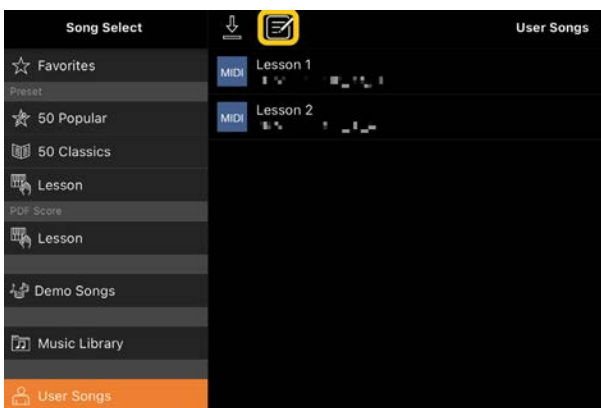 Song Select
User Songs
Favorites
Preset
50 Popular
50 Classics
Lesson
PDF Score
Lesson
Demo Songs
Music Library
User Songs
MIDI
Lesson 1
MIDI
Lesson 2